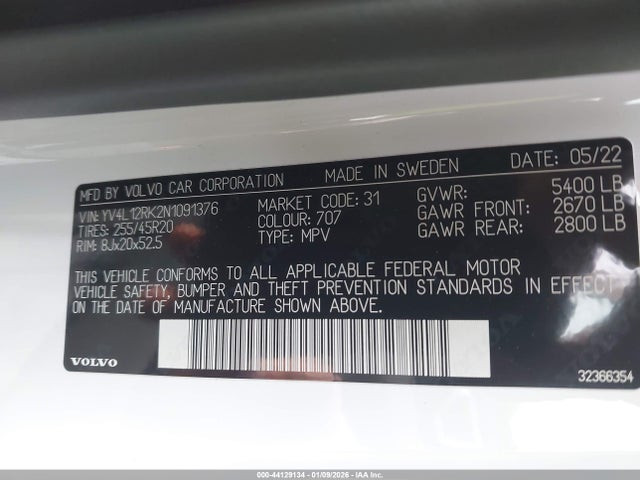 MFD BY VOLVO CAR CORPORATION MADE IN SWEDEN DATE: 05/22
VIN: YV4L12RK2N1091376 MARKET CODE: 31 GVWR: 5400 LB
TIRES: 255/45R20 COLOUR: 707 GAWR FRONT: 2670 LB
RIM: 8Jx20x52.5 TYPE: MPV GAWR REAR: 2800 LB
THIS VEHICLE CONFORMS TO ALL APPLICABLE FEDERAL MOTOR
VEHICLE SAFETY, BUMPER AND THEFT PREVENTION STANDARDS IN EFFECT
ON THE DATE OF MANUFACTURE SHOWN ABOVE.
VOLVO 32366354
000-44129134 - 01/09/2026 - IAAI.COM